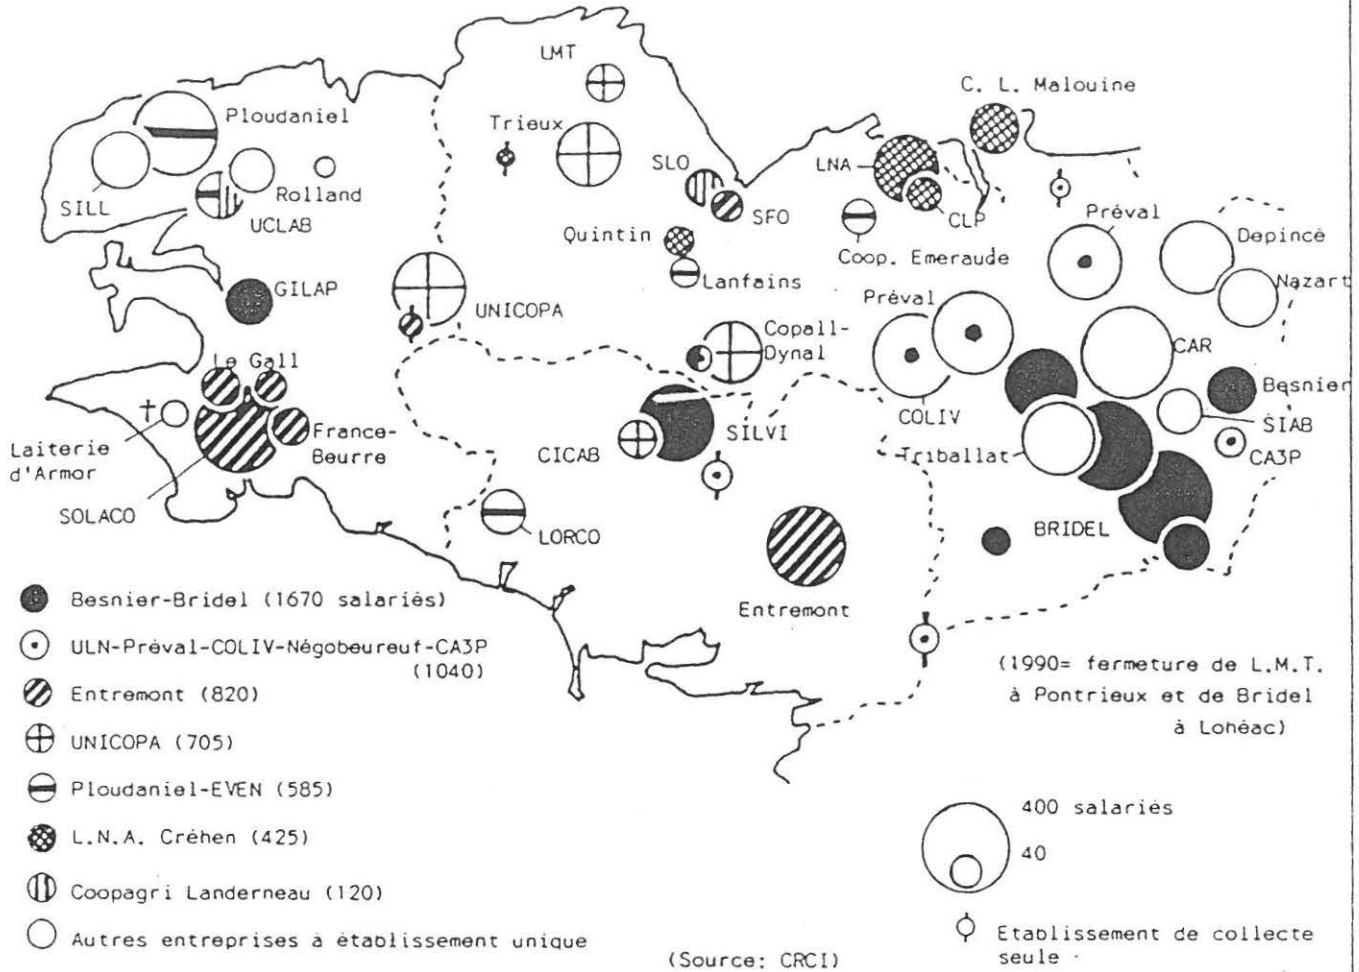 LMT
C. L. Malouine
Ploudaniel
Trieux
SLO
LNA
SILL
Rolland
UCLAB
SFO
CLP
Préval
Depincé
Quintin
Coop. Emeraude
Lanfains
Nazart
GILAP
UNICOPA
Préval
Copall-
Dynal
CAR
Le Gall
Besnier
COLIV
SIAB
Laiterie
d'Armor
France-
Beurre
CICAB
SILVI
Triballat
CA3P
SOLACO
LORCO
BRIDEL
Entremont
Besnier-Bridel (1670 salariés)
ULN-Préval-COLIV-Négobeureuf-CA3P
(1040)
Entremont (820)
UNICOPA (705)
Ploudaniel-EVEN (585)
L.N.A. Créhen (425)
Coopagri Landerneau (120)
Autres entreprises à établissement unique
(1990= fermeture de L.M.T.
à Pontrieux et de Bridel
à Lohéac)
400 salariés
40
Etablissement de collecte
seule
(Source: CRCI)